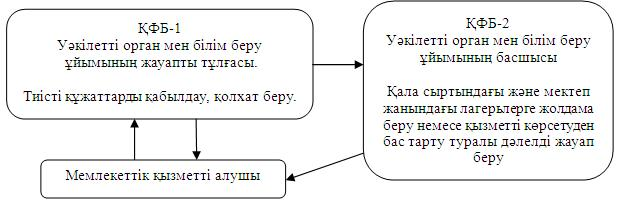 ҚФБ-1
Уәкілетті орган мен білім беру
ұйымының жауапты тұлғасы.
Тиісті құжаттарды қабылдау, қолхат беру.
ҚФБ-2
Уәкілетті орган мен білім беру
ұйымының басшысы
Қала сыртындағы және мектеп
жанындағы лагерьлерге жолдама
беру немесе қызметті көрсетуден
бас тарту туралы дәлелді жауап
беру
Мемлекеттік қызметті алушы